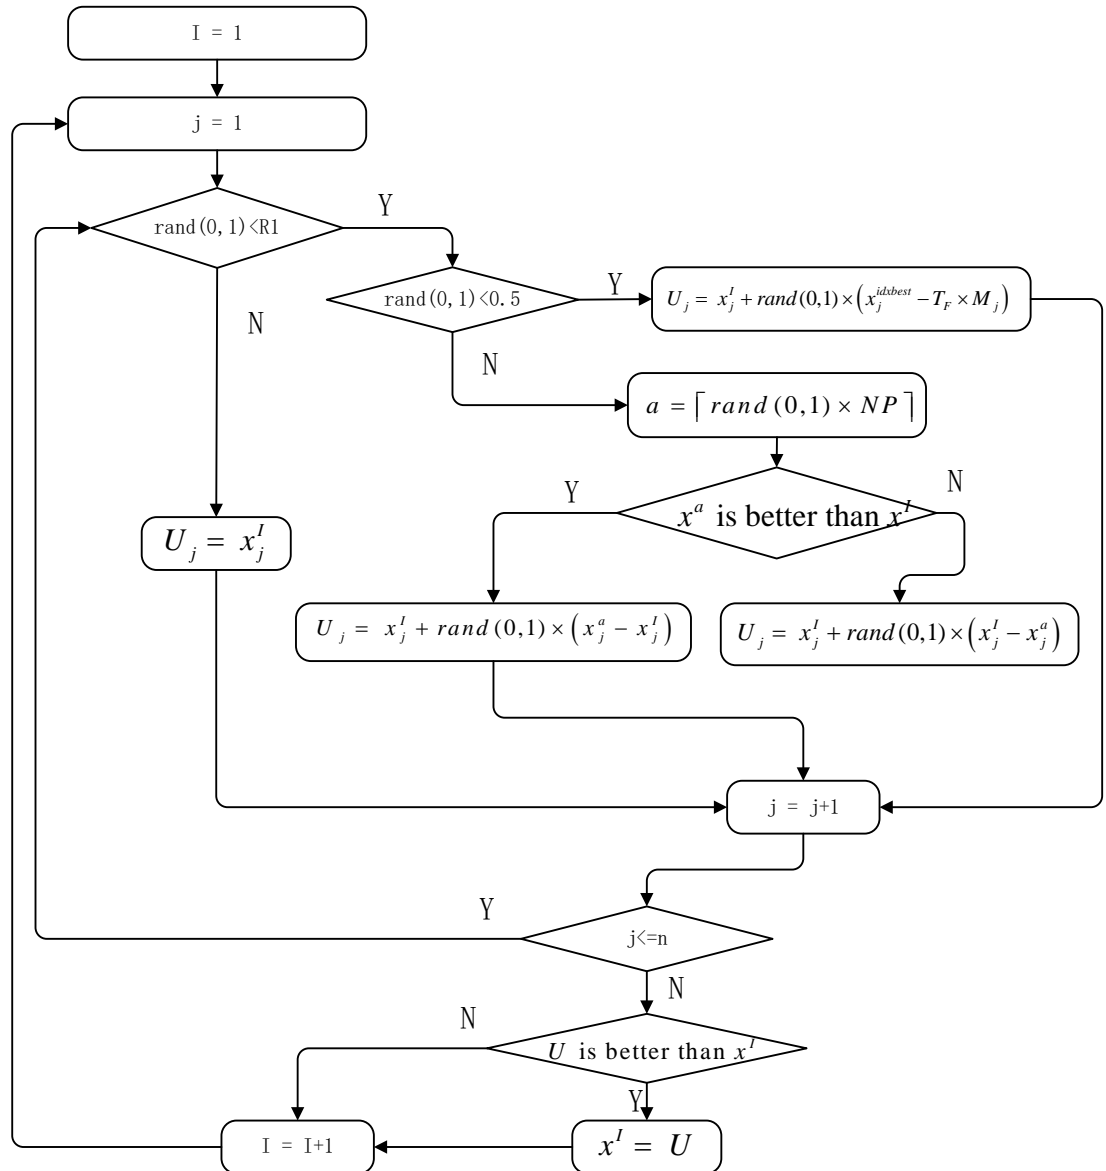 I = 1
j = 1
rand(0,1)<R1
Y
rand(0,1)<0.5
Y
U_j = x_j^I + rand(0,1) × (x_j^{idxbest} − T_F × M_j)
N
N
a = ⌈rand(0,1) × NP⌉
Y
x^a is better than x^I
N
U_j = x_j^I
U_j = x_j^I + rand(0,1) × (x_j^a − x_j^I)
U_j = x_j^I + rand(0,1) × (x_j^I − x_j^a)
j = j+1
Y
j<=n
N
N
U is better than x^I
Y
I = I+1
x^I = U